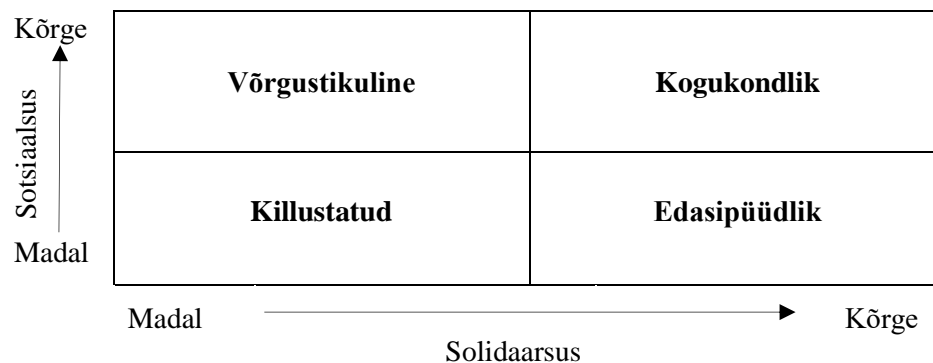 Kõrge
Võrgustikuline Kogukondlik
Sotsiaalsus
Killustatud Edasipüüdlik
Madal
Madal Kõrge
Solidaarsus